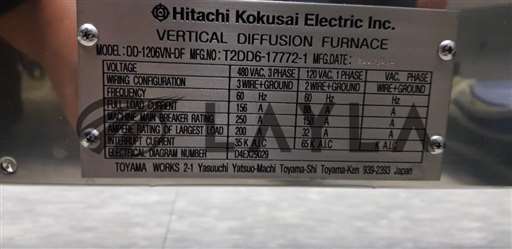 Hitachi Kokusai Electric Inc.
VERTICAL DIFFUSION FURNACE
MODEL: DD-1206VN-DF MFG.NO: T2DD6-17772-1 MFG.DATE:
VOLTAGE 480 VAC, 3 PHASE 120 VAC, 1 PHASE VAC, PHASE
WIRING CONFIGURATION 3 WIRE+GROUND 2 WIRE+GROUND WIRE+GROUND
FREQUENCY 60 Hz 60 Hz Hz
FULL LOAD CURRENT 156 A A A
MACHINE MAIN BREAKER RATING 250 A A A
AMPERE RATING OF LARGEST LOAD 200 A 32 A A
INTERRUPT CURRENT 35 K A.I.C 65 K A.I.C K A.I.C
ELECTRICAL DIAGRAM NUMBER D4EX09029
TOYAMA WORKS 2-1 Yasuuchi Yatsuo-Machi Toyama-Shi Toyama-Ken 939-2393 Japan
LAYLA